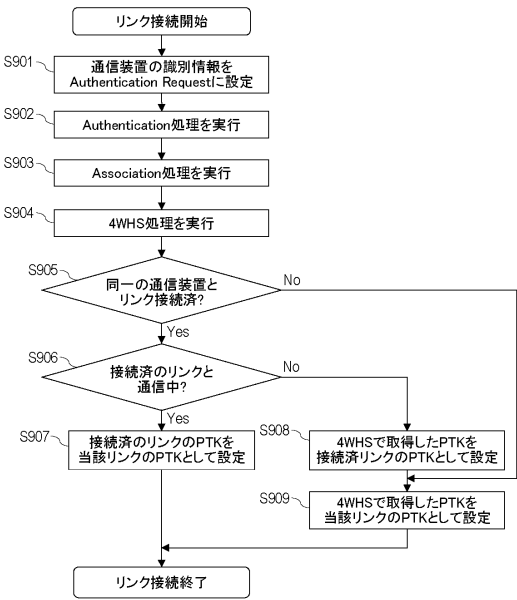 リンク接続開始
S901
通信装置の識別情報を
Authentication Requestに設定
S902
Authentication処理を実行
S903
Association処理を実行
S904
4WHS処理を実行
S905
同一の通信装置と
リンク接続済?
No
Yes
S906
接続済のリンクと
通信中?
No
Yes
S907
接続済のリンクのPTKを
当該リンクのPTKとして設定
S908
4WHSで取得したPTKを
接続済リンクのPTKとして設定
S909
4WHSで取得したPTKを
当該リンクのPTKとして設定
リンク接続終了